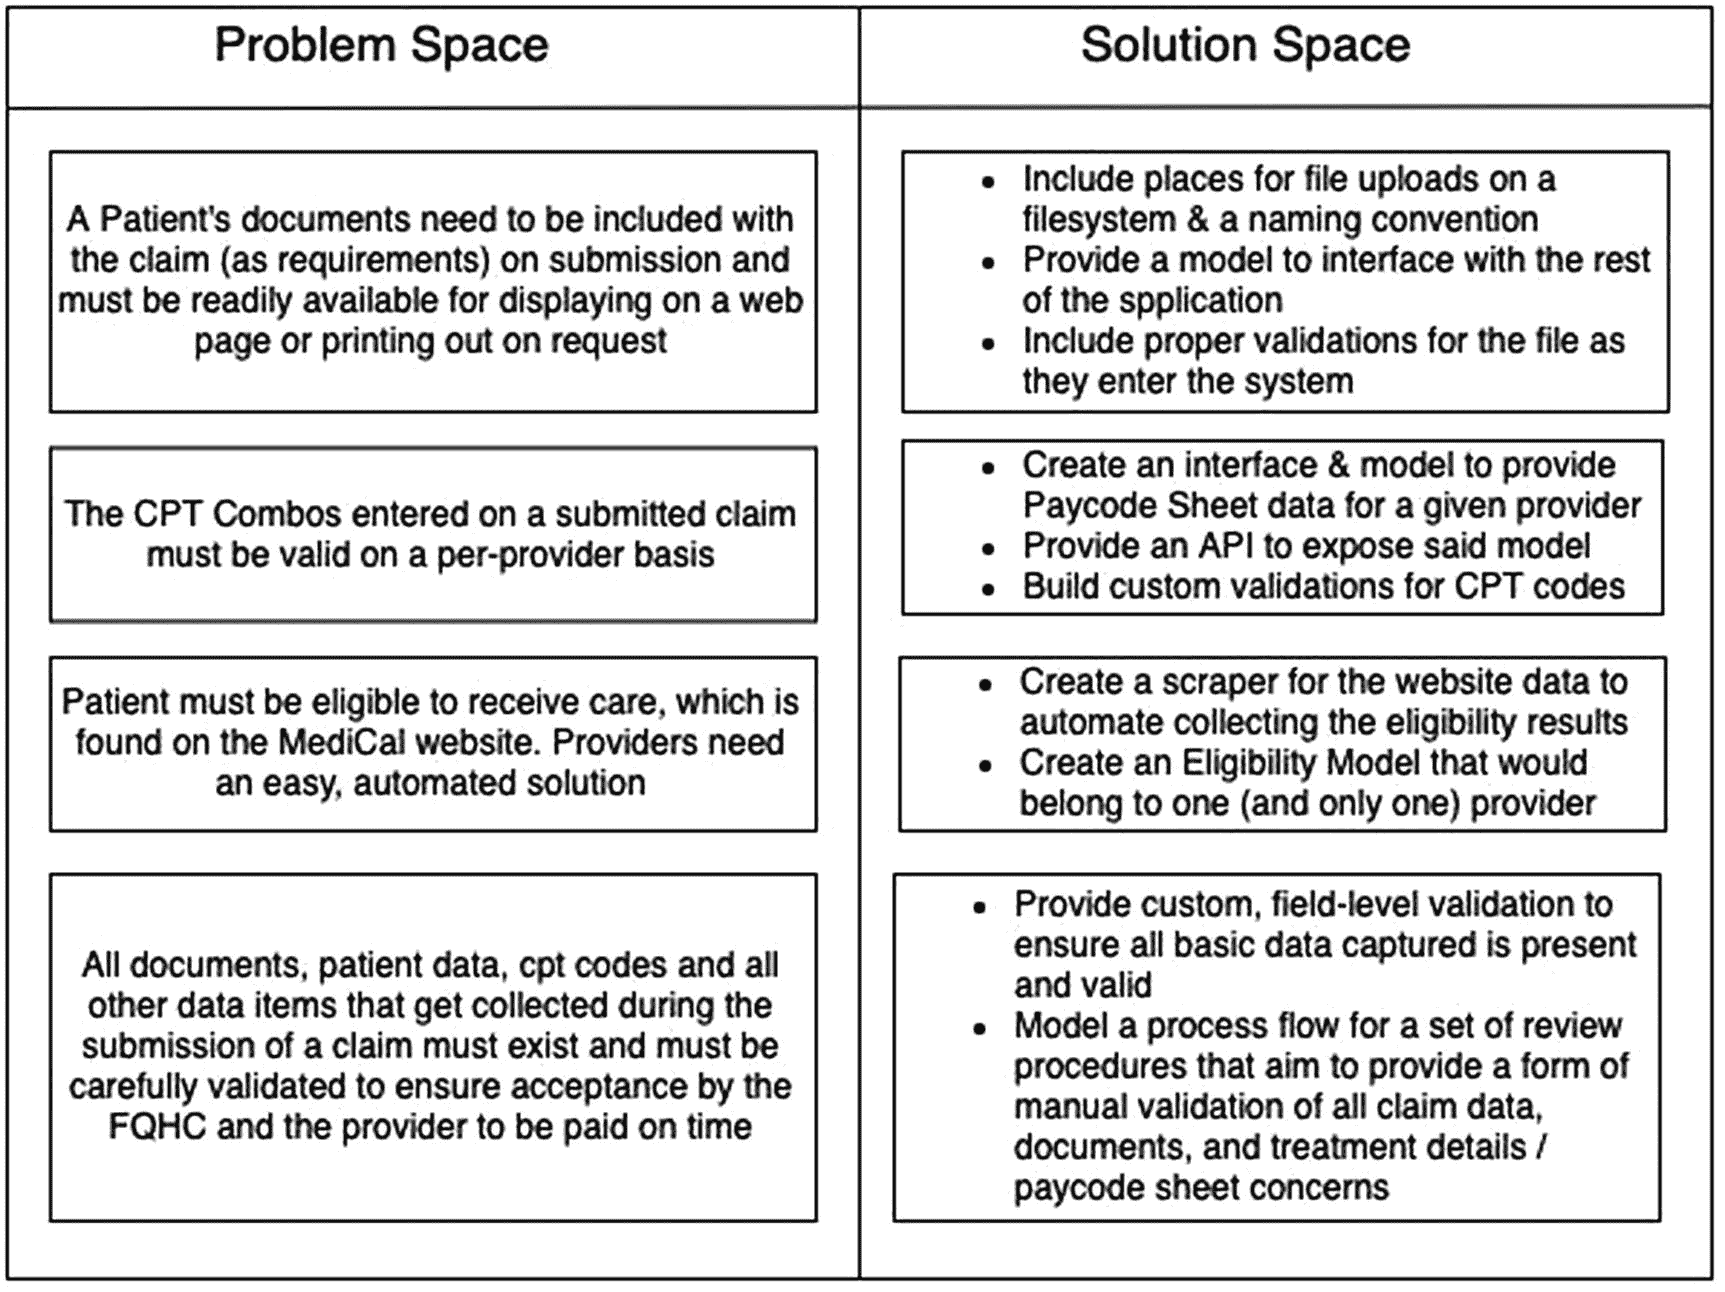 Problem Space
Solution Space
A Patient's documents need to be included with
the claim (as requirements) on submission and
must be readily available for displaying on a web
page or printing out on request
• Include places for file uploads on a
filesystem & a naming convention
• Provide a model to interface with the rest
of the spplication
• Include proper validations for the file as
they enter the system
The CPT Combos entered on a submitted claim
must be valid on a per-provider basis
• Create an interface & model to provide
Paycode Sheet data for a given provider
• Provide an API to expose said model
• Build custom validations for CPT codes
Patient must be eligible to receive care, which is
found on the MediCal website. Providers need
an easy, automated solution
• Create a scraper for the website data to
automate collecting the eligibility results
• Create an Eligibility Model that would
belong to one (and only one) provider
All documents, patient data, cpt codes and all
other data items that get collected during the
submission of a claim must exist and must be
carefully validated to ensure acceptance by the
FQHC and the provider to be paid on time
• Provide custom, field-level validation to
ensure all basic data captured is present
and valid
• Model a process flow for a set of review
procedures that aim to provide a form of
manual validation of all claim data,
documents, and treatment details /
paycode sheet concerns